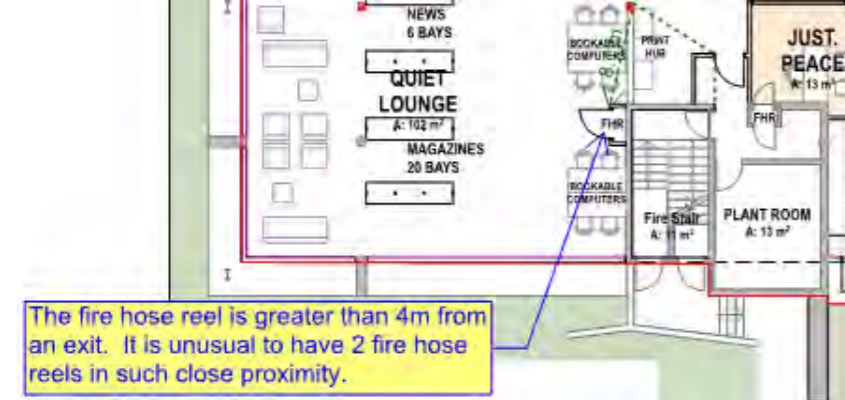 NEWS
6 BAYS
QUIET
LOUNGE
A: 102 m²
MAGAZINES
20 BAYS
BOOKABLE
COMPUTERS
PRINT
HUB
JUST.
PEACE
A: 13 m²
FHR
FHR
BOOKABLE
COMPUTERS
Fire Stair
m²
PLANT ROOM
A: 13 m²
The fire hose reel is greater than 4m from
an exit. It is unusual to have 2 fire hose
reels in such close proximity.